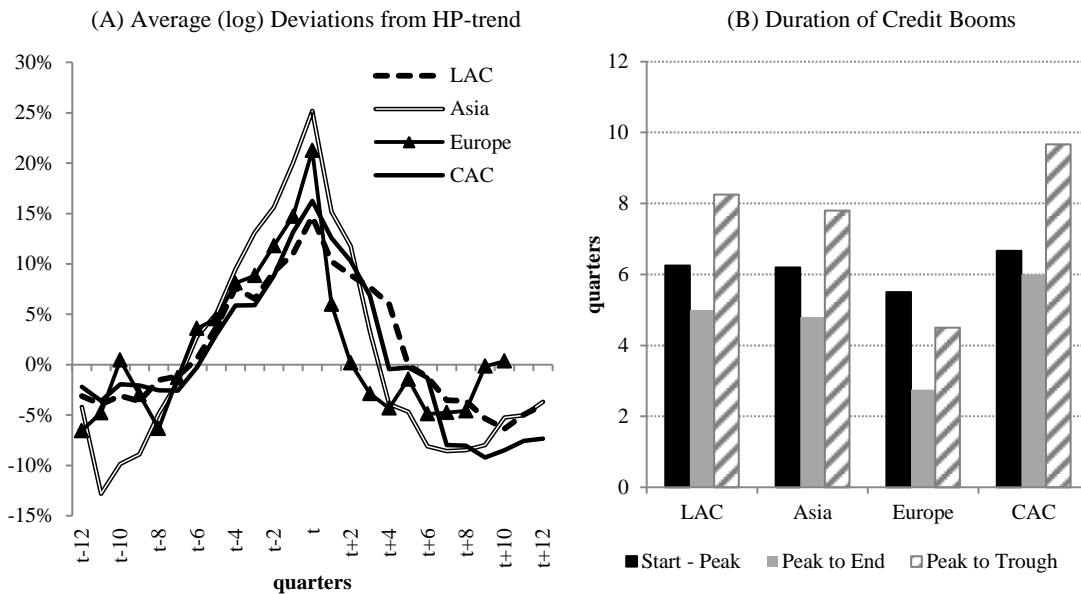 (A) Average (log) Deviations from HP-trend
30%
25%
20%
15%
10%
5%
0%
-5%
-10%
-15%
LAC
Asia
Europe
CAC
t-12
t-10
t-8
t-6
t-4
t-2
t
t+2
t+4
t+6
t+8
t+10
t+12
quarters
(B) Duration of Credit Booms
quarters
12
10
8
6
4
2
0
LAC
Asia
Europe
CAC
Start - Peak
Peak to End
Peak to Trough